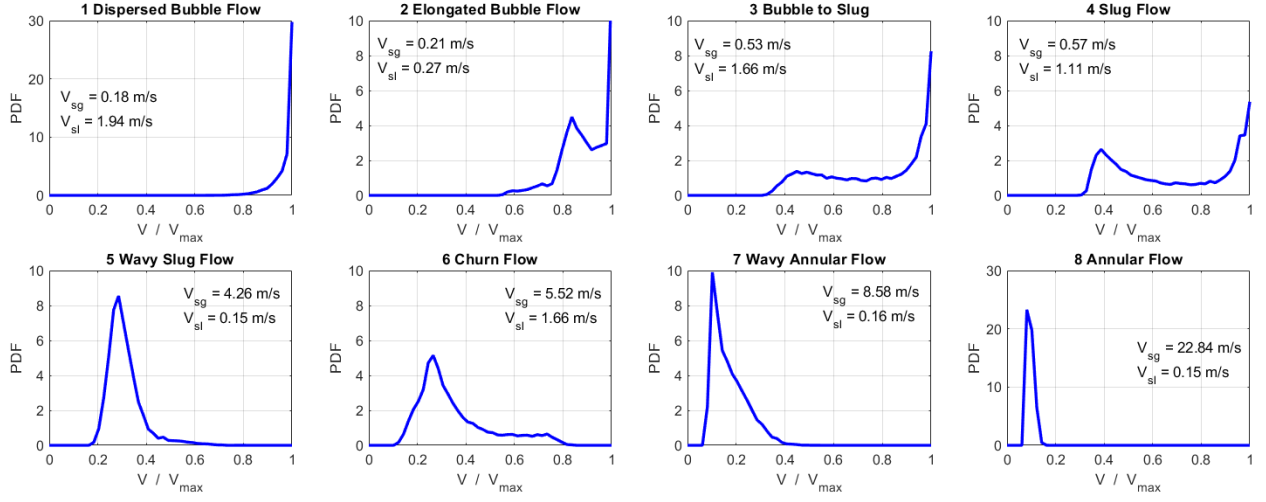 1 Dispersed Bubble Flow
30
20
10
0
PDF
V_sg = 0.18 m/s
V_sl = 1.94 m/s
0 0.2 0.4 0.6 0.8 1
V / V_max
2 Elongated Bubble Flow
10
8
6
4
2
0
PDF
V_sg = 0.21 m/s
V_sl = 0.27 m/s
0 0.2 0.4 0.6 0.8 1
V / V_max
3 Bubble to Slug
10
8
6
4
2
0
PDF
V_sg = 0.53 m/s
V_sl = 1.66 m/s
0 0.2 0.4 0.6 0.8 1
V / V_max
4 Slug Flow
10
8
6
4
2
0
PDF
V_sg = 0.57 m/s
V_sl = 1.11 m/s
0 0.2 0.4 0.6 0.8 1
V / V_max
5 Wavy Slug Flow
10
8
6
4
2
0
PDF
V_sg = 4.26 m/s
V_sl = 0.15 m/s
0 0.2 0.4 0.6 0.8 1
V / V_max
6 Churn Flow
10
8
6
4
2
0
PDF
V_sg = 5.52 m/s
V_sl = 1.66 m/s
0 0.2 0.4 0.6 0.8 1
V / V_max
7 Wavy Annular Flow
10
8
6
4
2
0
PDF
V_sg = 8.58 m/s
V_sl = 0.16 m/s
0 0.2 0.4 0.6 0.8 1
V / V_max
8 Annular Flow
30
20
10
0
PDF
V_sg = 22.84 m/s
V_sl = 0.15 m/s
0 0.2 0.4 0.6 0.8 1
V / V_max